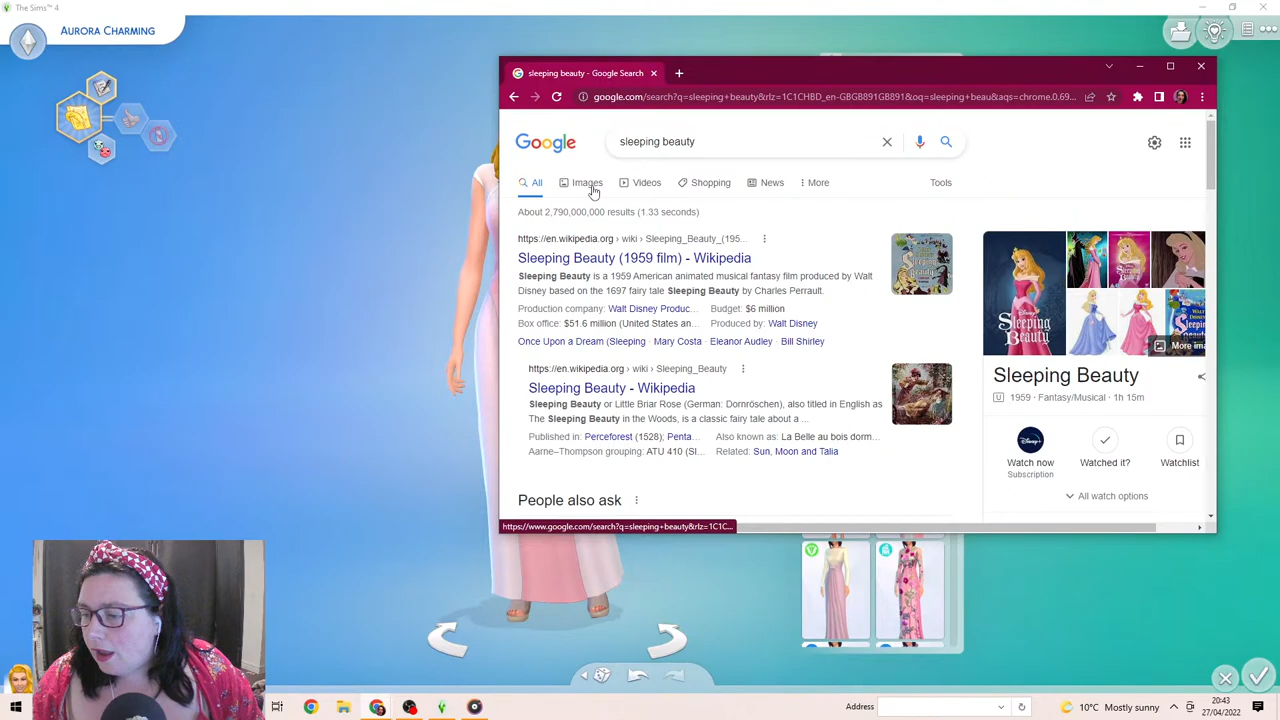 The Sims™ 4
AURORA CHARMING
sleeping beauty - Google Search
google.com/search?q=sleeping+beauty&rlz=1C1CHBD_en-GBGB891GB891&oq=sleeping+beau&aqs=chrome.0.69...
Google
sleeping beauty
All Images Videos Shopping News More Tools
About 2,790,000,000 results (1.33 seconds)
https://en.wikipedia.org › wiki › Sleeping_Beauty_(195...
Sleeping Beauty (1959 film) - Wikipedia
Sleeping Beauty is a 1959 American animated musical fantasy film produced by Walt
Disney based on the 1697 fairy tale Sleeping Beauty by Charles Perrault.
Production company: Walt Disney Produc... Budget: $6 million
Box office: $51.6 million (United States an... Produced by: Walt Disney
Once Upon a Dream (Sleeping · Mary Costa · Eleanor Audley · Bill Shirley
https://en.wikipedia.org › wiki › Sleeping_Beauty
Sleeping Beauty - Wikipedia
Sleeping Beauty or Little Briar Rose (German: Dornröschen), also titled in English as
The Sleeping Beauty in the Woods, is a classic fairy tale about a ...
Published in: Perceforest (1528); Penta... Also known as: La Belle au bois dorm...
Aarne–Thompson grouping: ATU 410 (Sl... Related: Sun, Moon and Talia
People also ask
https://www.google.com/search?q=sleeping+beauty&rlz=1C1C...
SLEEPING
BEAUTY
More ima
Sleeping Beauty
U 1959 · Fantasy/Musical · 1h 15m
Disney+
Watch now Watched it? Watchlist
Subscription
All watch options
Address
10°C Mostly sunny
20:43
27/04/2022